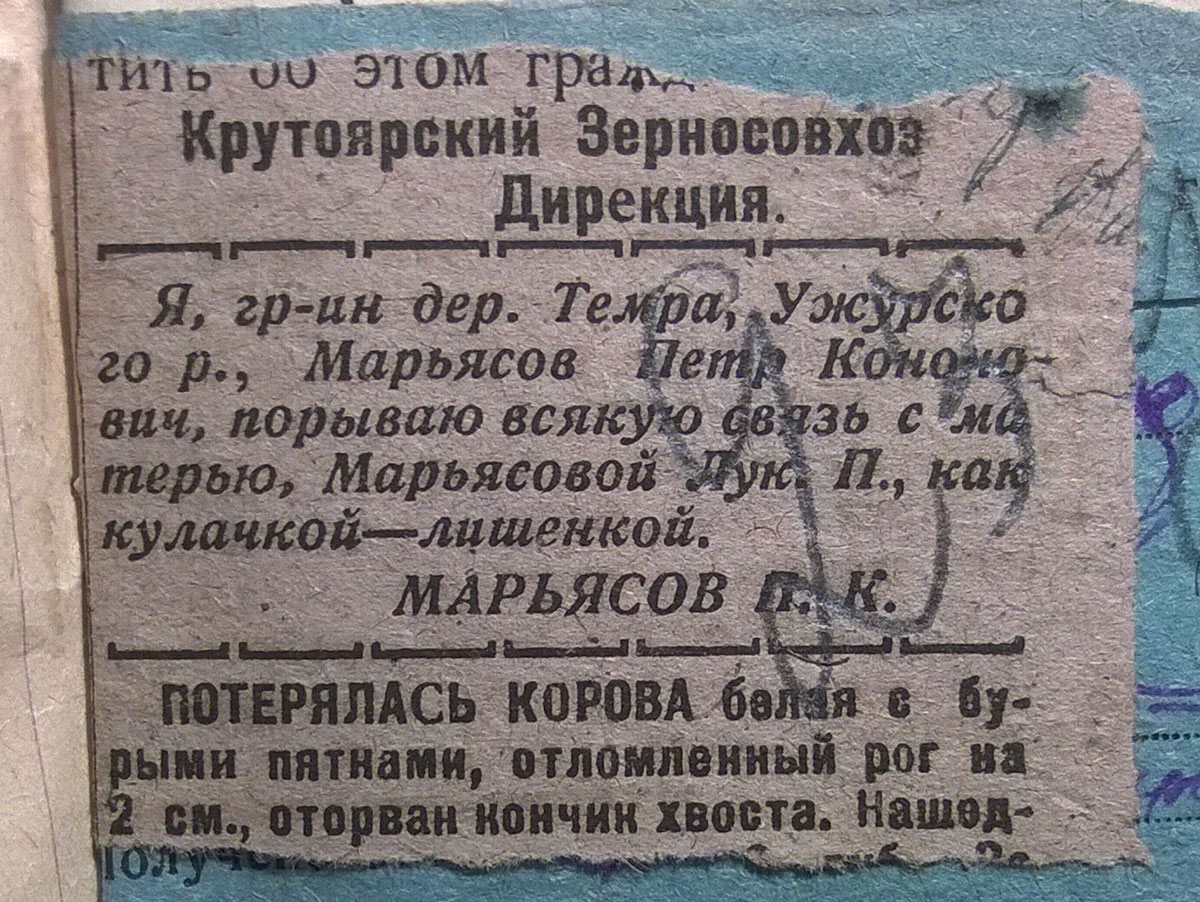 тить об этом гражд
Крутоярский Зерносовхоз
Дирекция.
Я, гр-ин дер. Темра, Ужурско
го р., Марьясов Петр Кононо-
вич, порываю всякую связь с ма
терью, Марьясовой Лук. П., как
кулачкой—лишенкой.
МАРЬЯСОВ П. К.
ПОТЕРЯЛАСЬ КОРОВА белая с бу-
рыми пятнами, отломленный рог на
2 см., оторван кончик хвоста. Нашед-